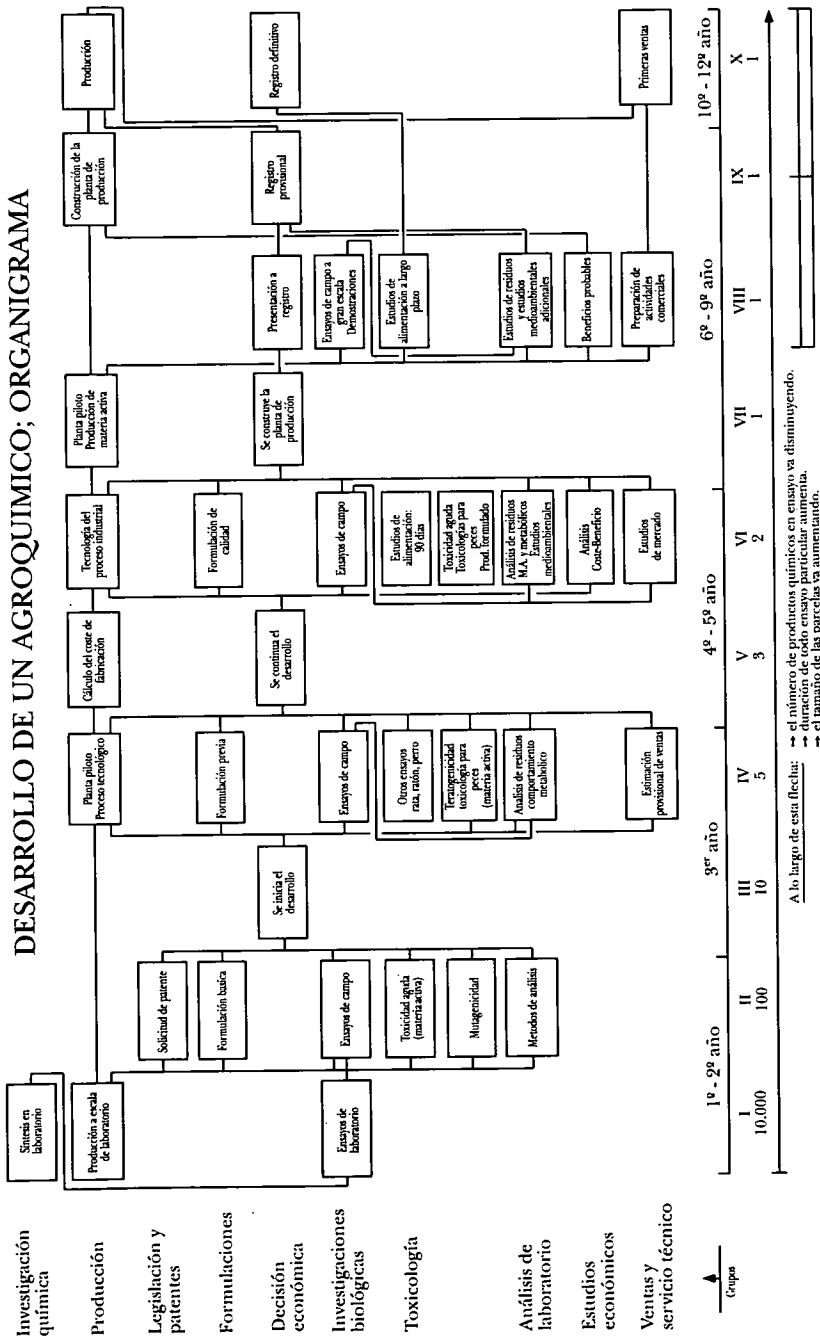 DESARROLLO DE UN AGROQUIMICO; ORGANIGRAMA
Investigación
química
Síntesis en
laboratorio
Producción
Producción a escala
de laboratorio
Planta piloto
Proceso tecnológico
Cálculo del coste de
fabricación
Tecnología del
proceso industrial
Planta piloto
Producción de
materia activa
Construcción de la
planta de
producción
Producción
Legislación y
patentes
Solicitud de patente
Formulaciones
Formulación basica
Formulación previa
Formulación de
calidad
Decisión
económica
Se inicia el
desarrollo
Se continua el
desarrollo
Se construye la
planta de
producción
Presentación a
registro
Registro
provisional
Registro definitivo
Investigaciones
biológicas
Ensayos de
laboratorio
Ensayos de campo
Ensayos de campo
Ensayos de campo
Ensayos de campo a
gran escala
Demostraciones
Toxicología
Toxicidad aguda
(materia activa)
Otros ensayos
rata, ratón, perro
Estudios de
alimentación:
90 días
Estudios de
alimentación a largo
plazo
Mutagenicidad
Teratogenicidad
toxicología para
peces
(materia activa)
Toxicidad aguda
Toxicologías para
peces
Prod. formulado
Análisis de
laboratorio
Metodos de análisis
Analisis de residuos
comportamiento
metabolico
Análisis de residuos
M.A. y metabólicos
Estudios
medioambientales
Estudios de residuos
y estudios
medioambientales
adicionales
Estudios
económicos
Análisis
Coste-Beneficio
Beneficios probables
Ventas y
servicio técnico
Estimación
provisional de ventas
Estudios
de mercado
Preparación de
actividades
comerciales
Primeras ventas
Grupos
1º - 2º año
3er año
4º - 5º año
6º - 9º año
10º - 12º año
I II III IV V VI VII VIII IX X
10.000 100 10 5 3 2 1 1 1 1
A lo largo de esta flecha: → el número de productos químicos en ensayo va disminuyendo.
→ duración de todo ensayo particular aumenta.
→ el tamaño de las parcelas va aumentando.